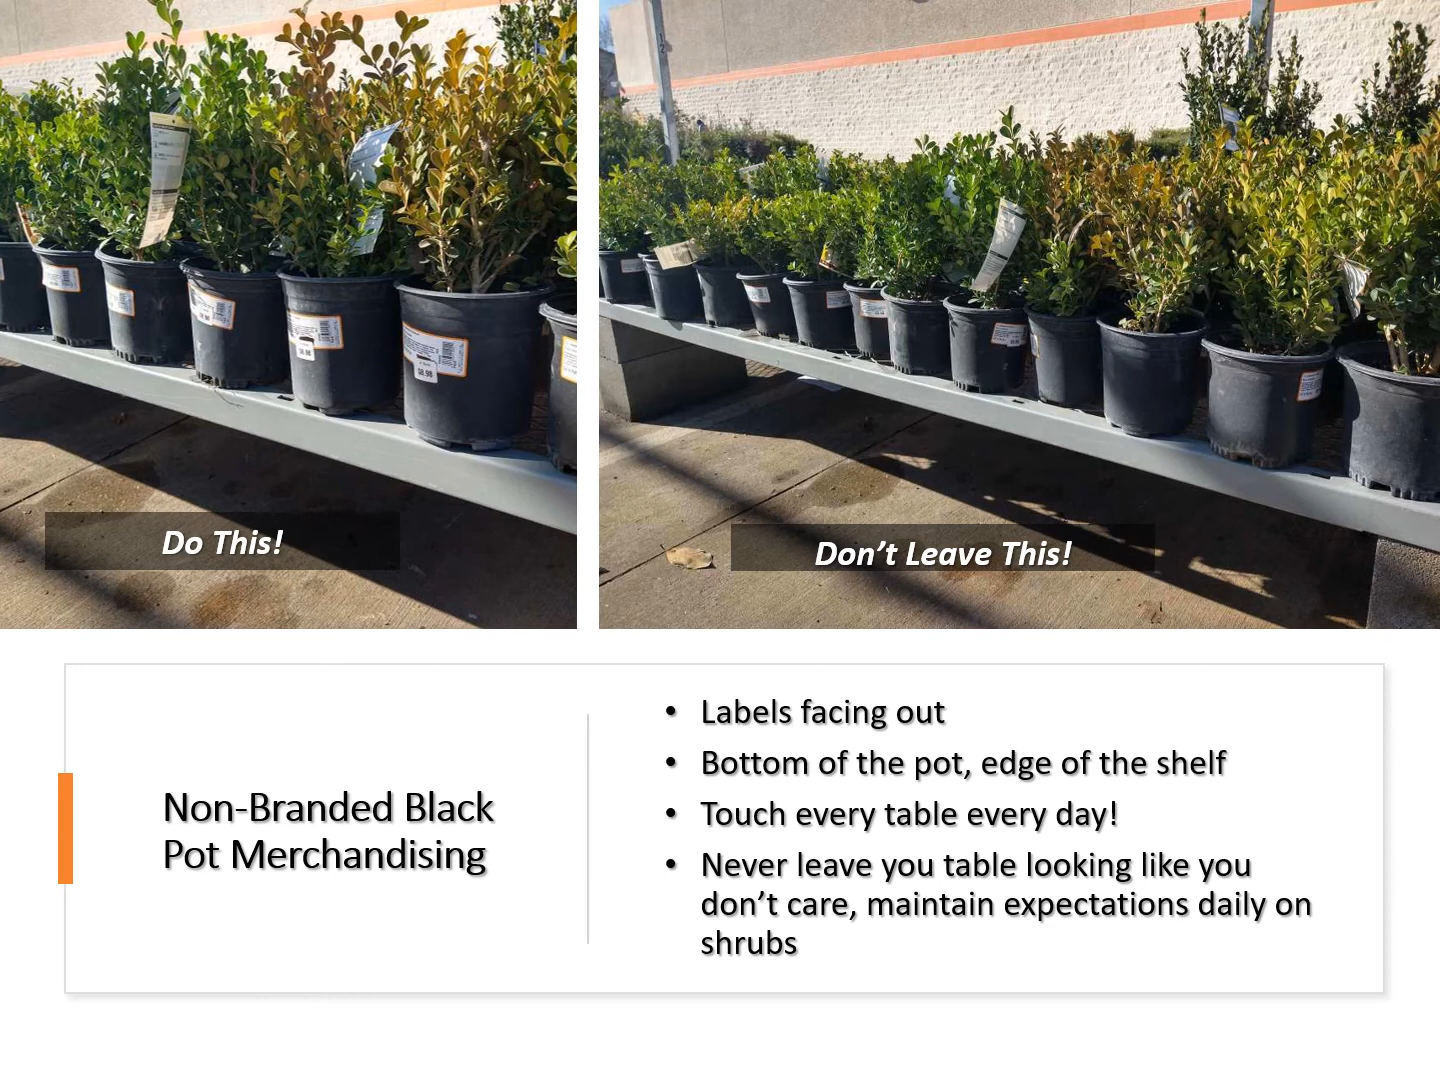 Do This!
Don’t Leave This!
Non-Branded Black
Pot Merchandising
• Labels facing out
• Bottom of the pot, edge of the shelf
• Touch every table every day!
• Never leave you table looking like you
don’t care, maintain expectations daily on
shrubs